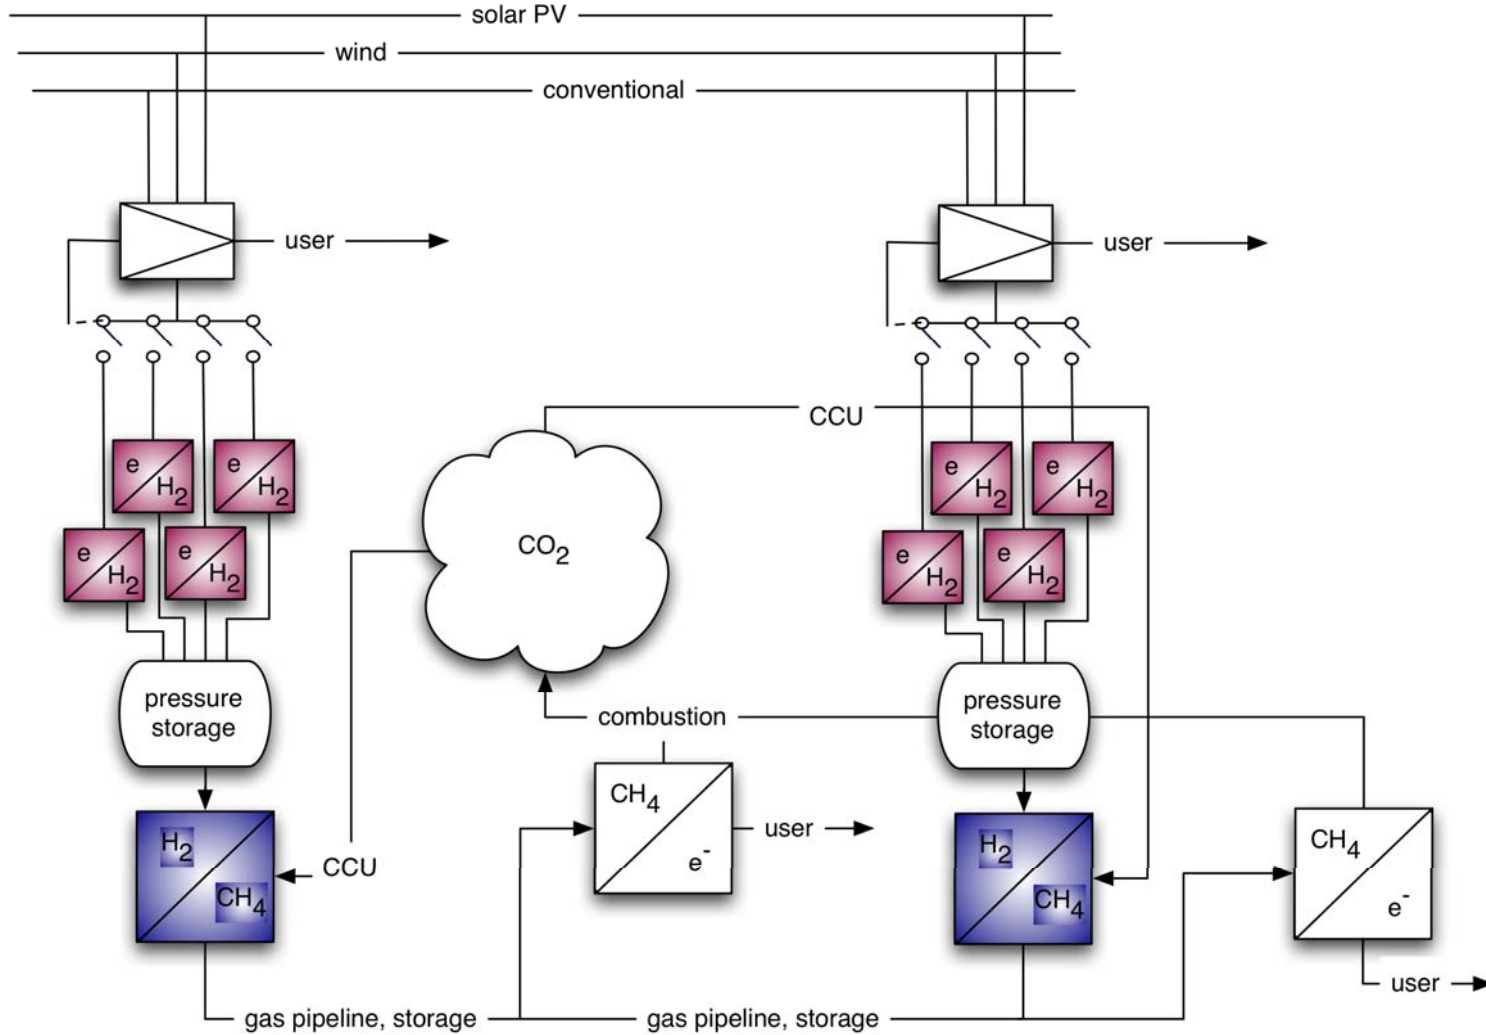 solar PV
wind
conventional
user
user
CCU
e
H2
e
H2
e
H2
e
H2
CO2
e
H2
e
H2
e
H2
e
H2
pressure
storage
combustion
pressure
storage
H2
CH4
CCU
CH4
e-
user
H2
CH4
CH4
e-
user
gas pipeline, storage
gas pipeline, storage